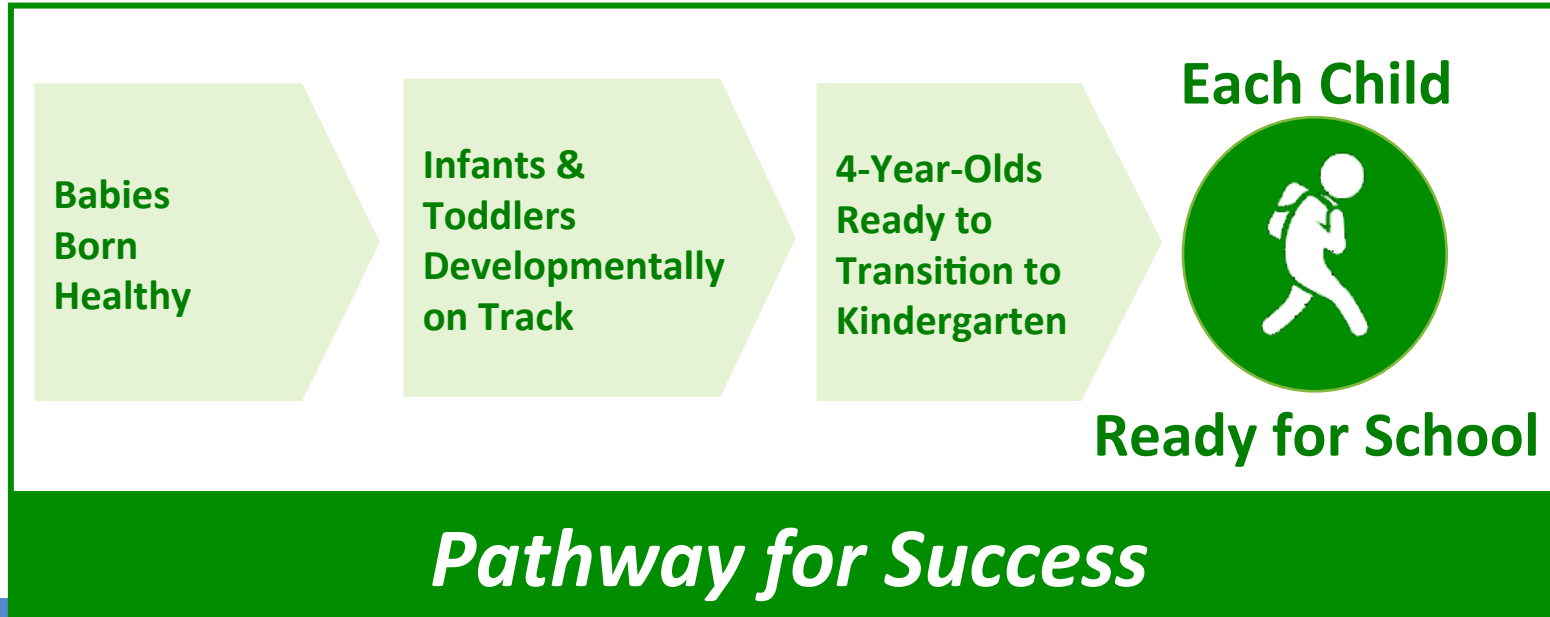 Babies
Born
Healthy
Infants &
Toddlers
Developmentally
on Track
4-Year-Olds
Ready to
Transition to
Kindergarten
Each Child
Ready for School
Pathway for Success